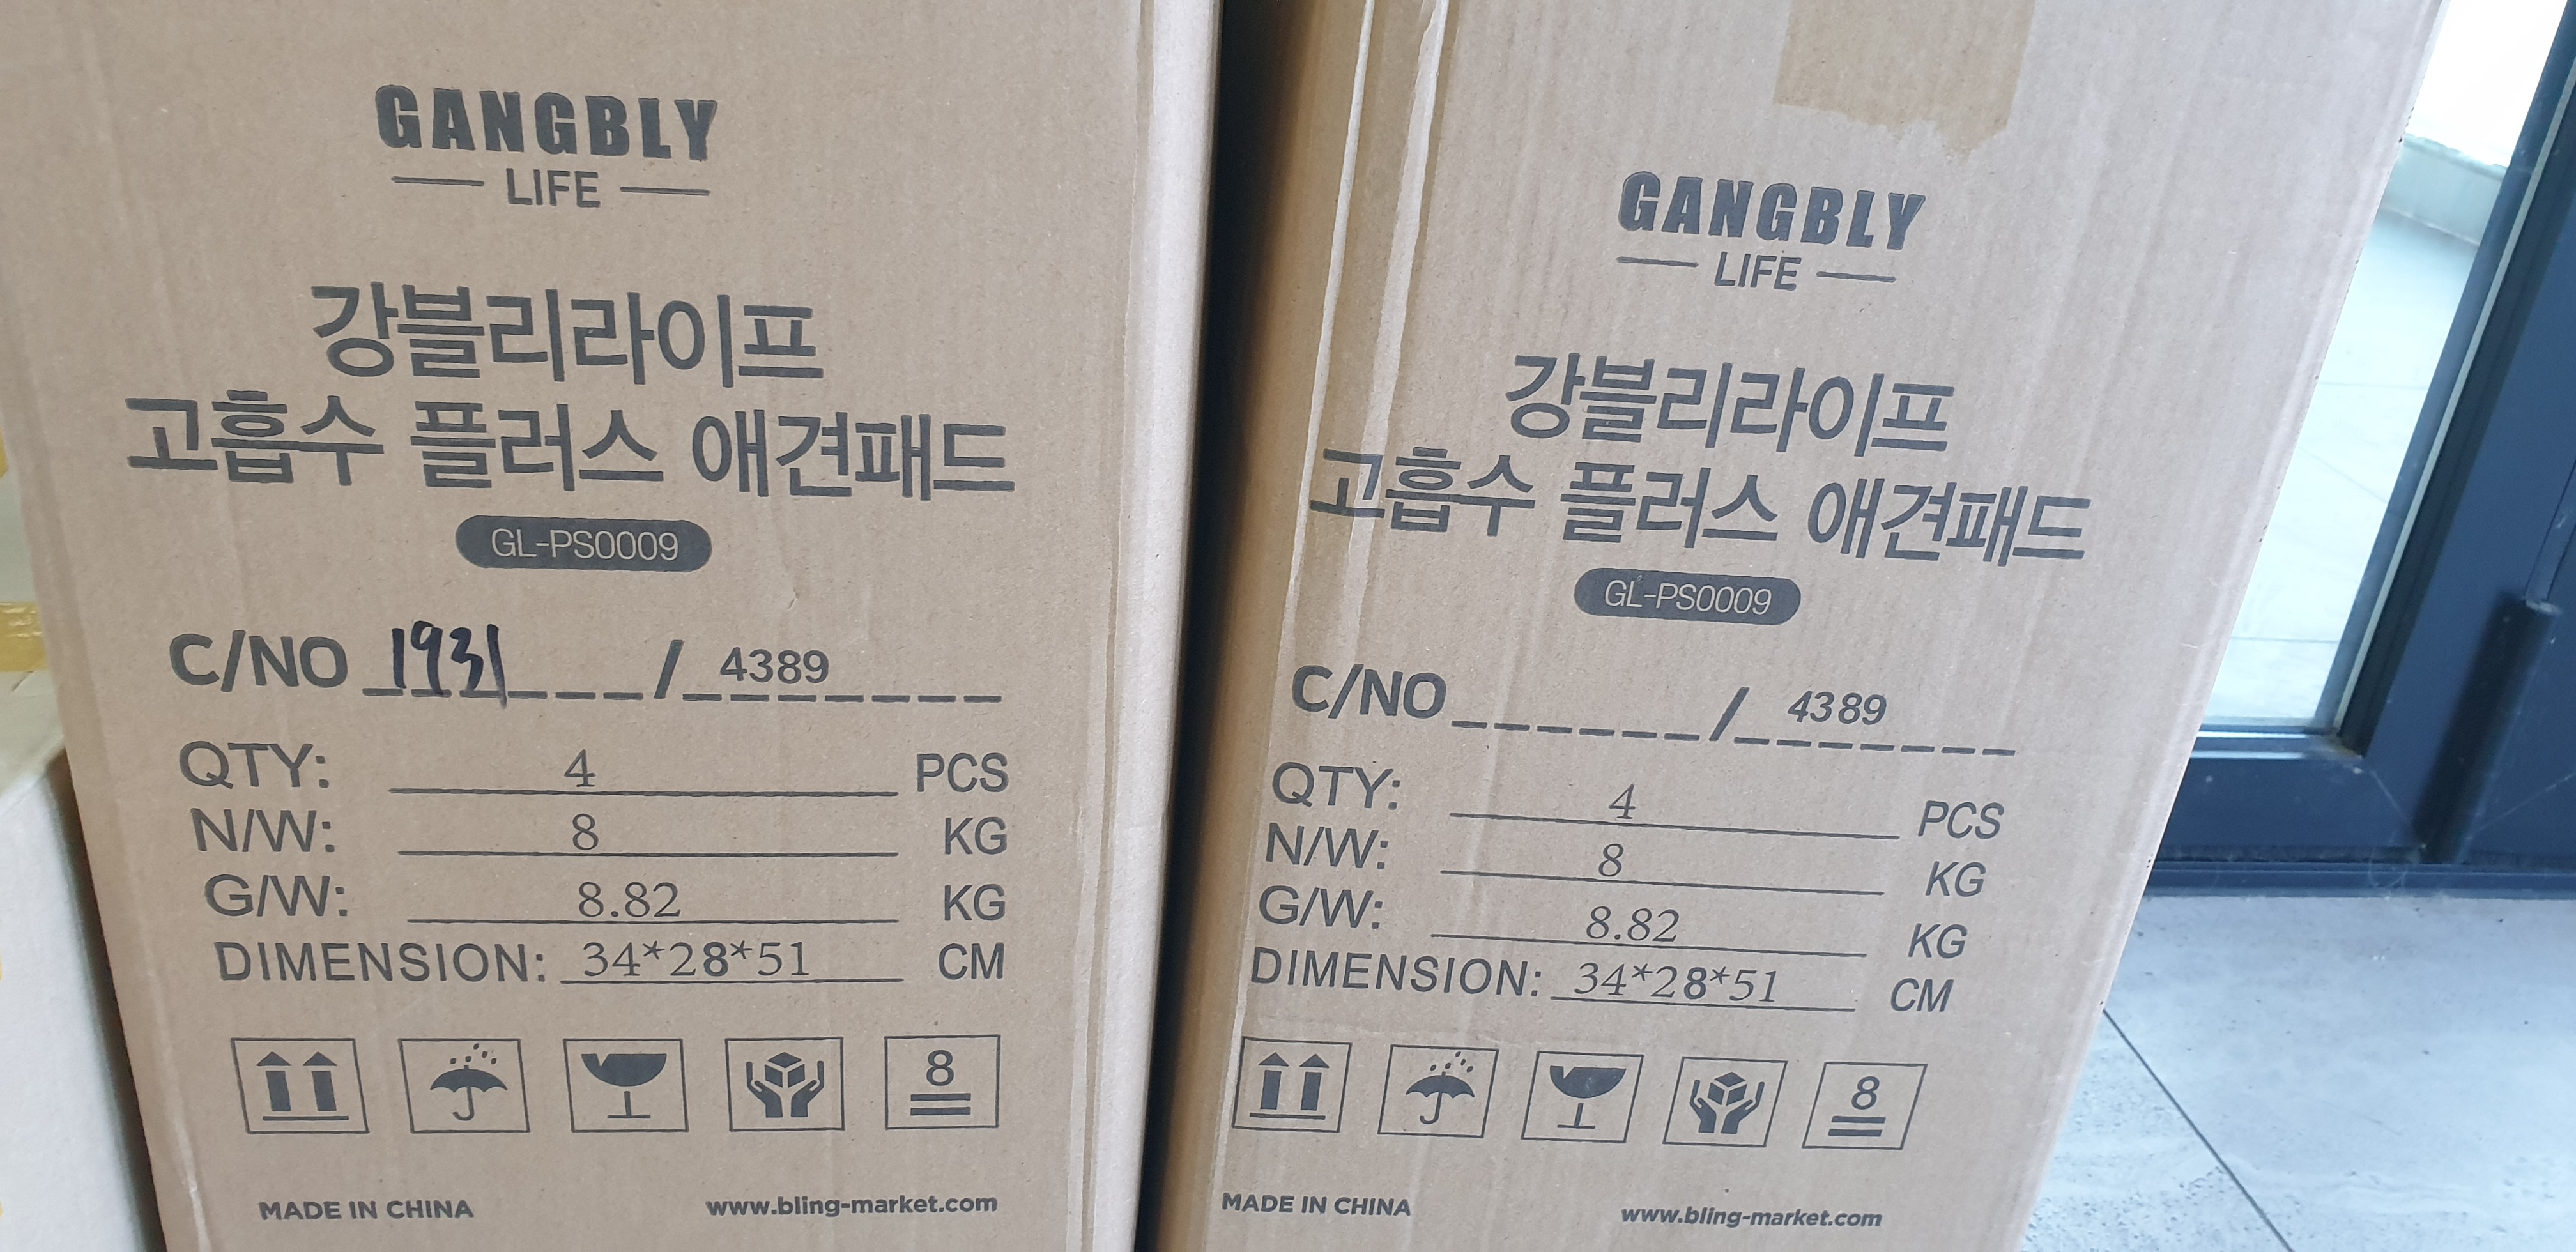 GANGBLY
LIFE
강블리라이프
고흡수 플러스 애견패드
GL-PS0009
C/NO 1931 / 4389
QTY: 4 PCS
N/W: 8 KG
G/W: 8.82 KG
DIMENSION: 34*28*51 CM
8
MADE IN CHINA www.bling-market.com
GANGBLY
LIFE
강블리라이프
고흡수 플러스 애견패드
GL-PS0009
C/NO / 4389
QTY: 4 PCS
N/W: 8 KG
G/W: 8.82 KG
DIMENSION: 34*28*51 CM
8
MADE IN CHINA www.bling-market.com